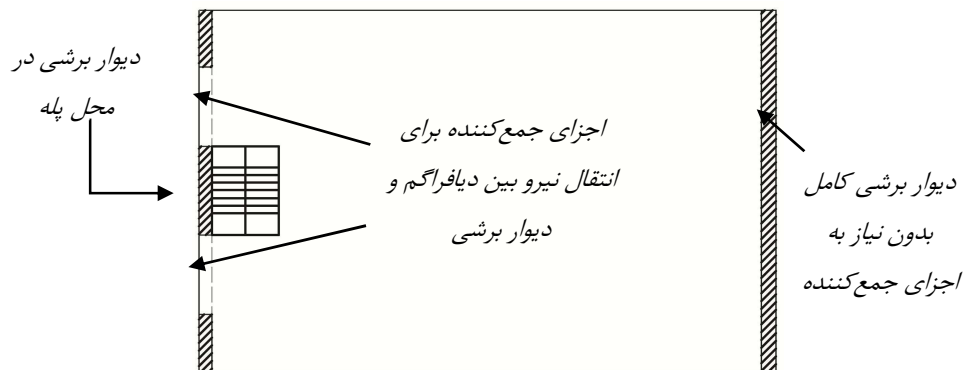 دیوار برشی در
محل پله
اجزای جمع‌کننده برای
انتقال نیرو بین دیافراگم و
دیوار برشی
دیوار برشی کامل
بدون نیاز به
اجزای جمع‌کننده